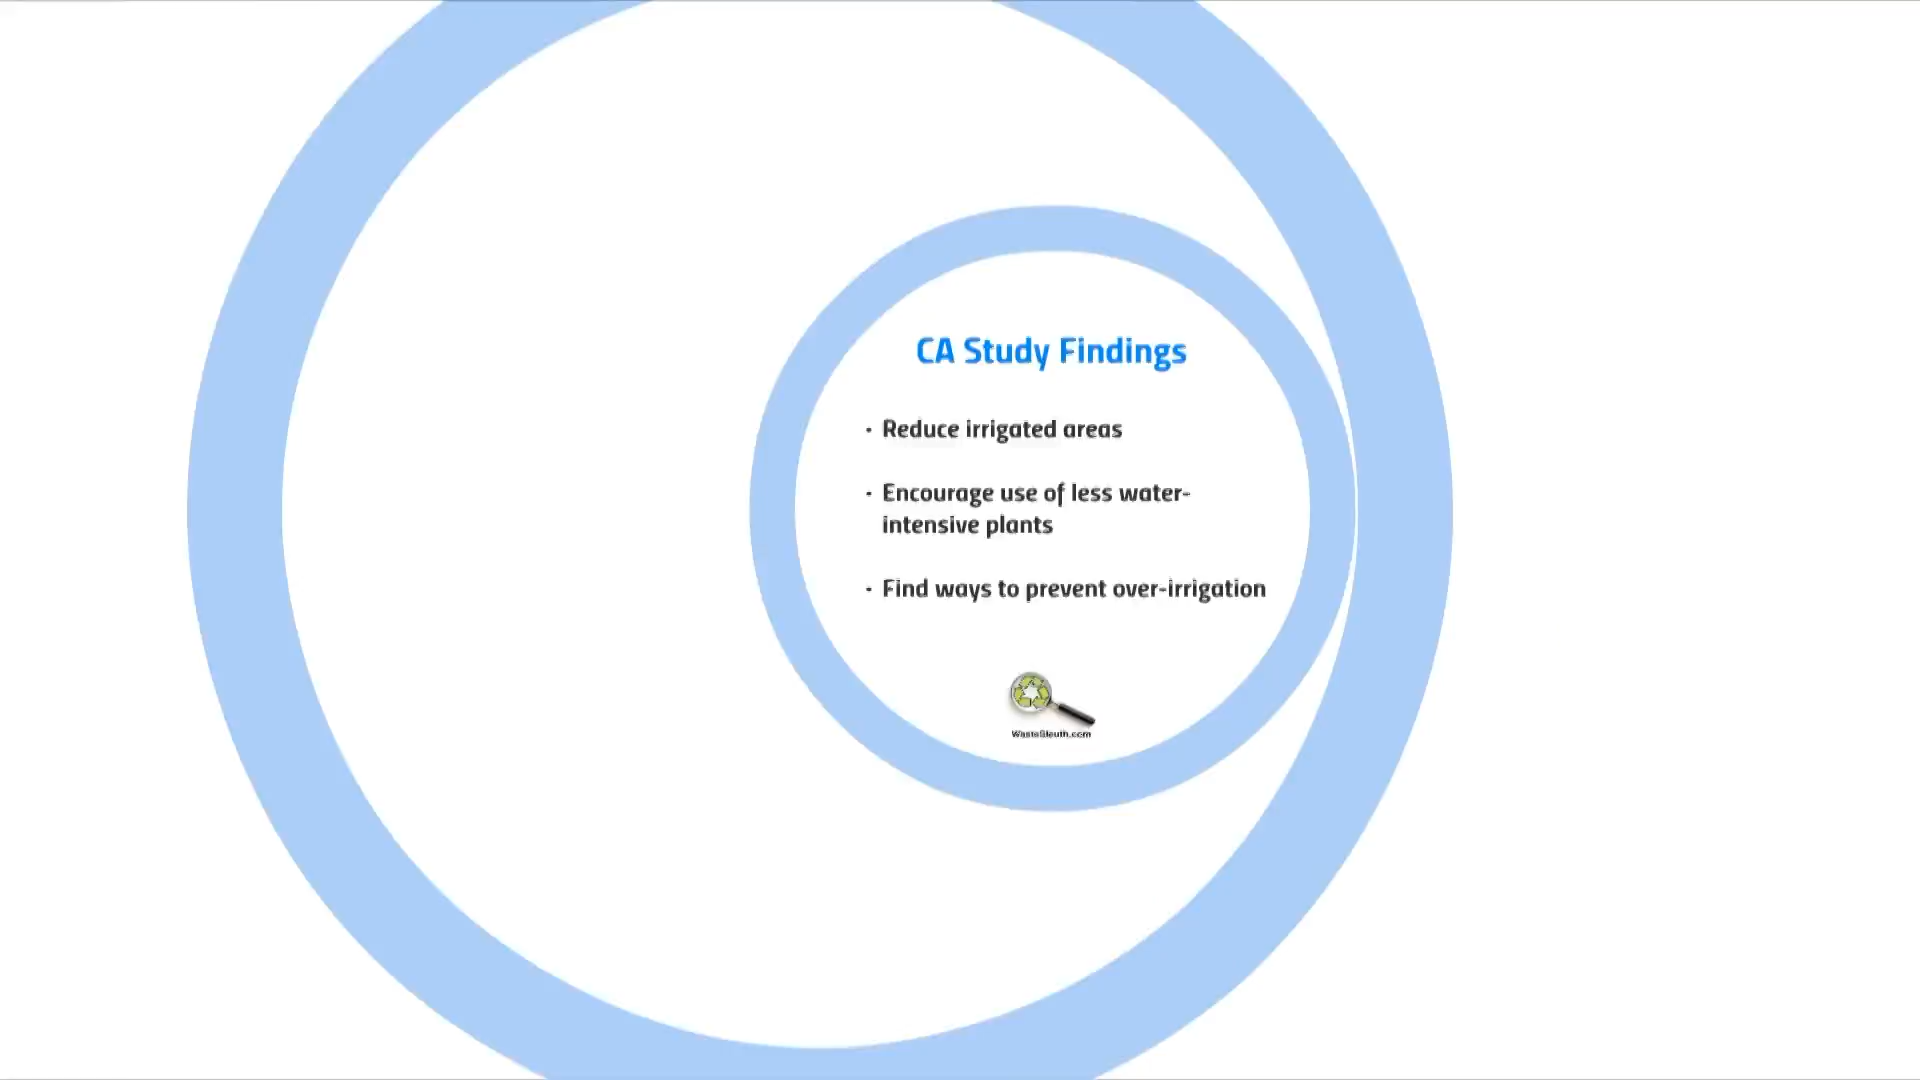 CA Study Findings
· Reduce irrigated areas
· Encourage use of less water-
intensive plants
· Find ways to prevent over-irrigation
WasteSleuth.com